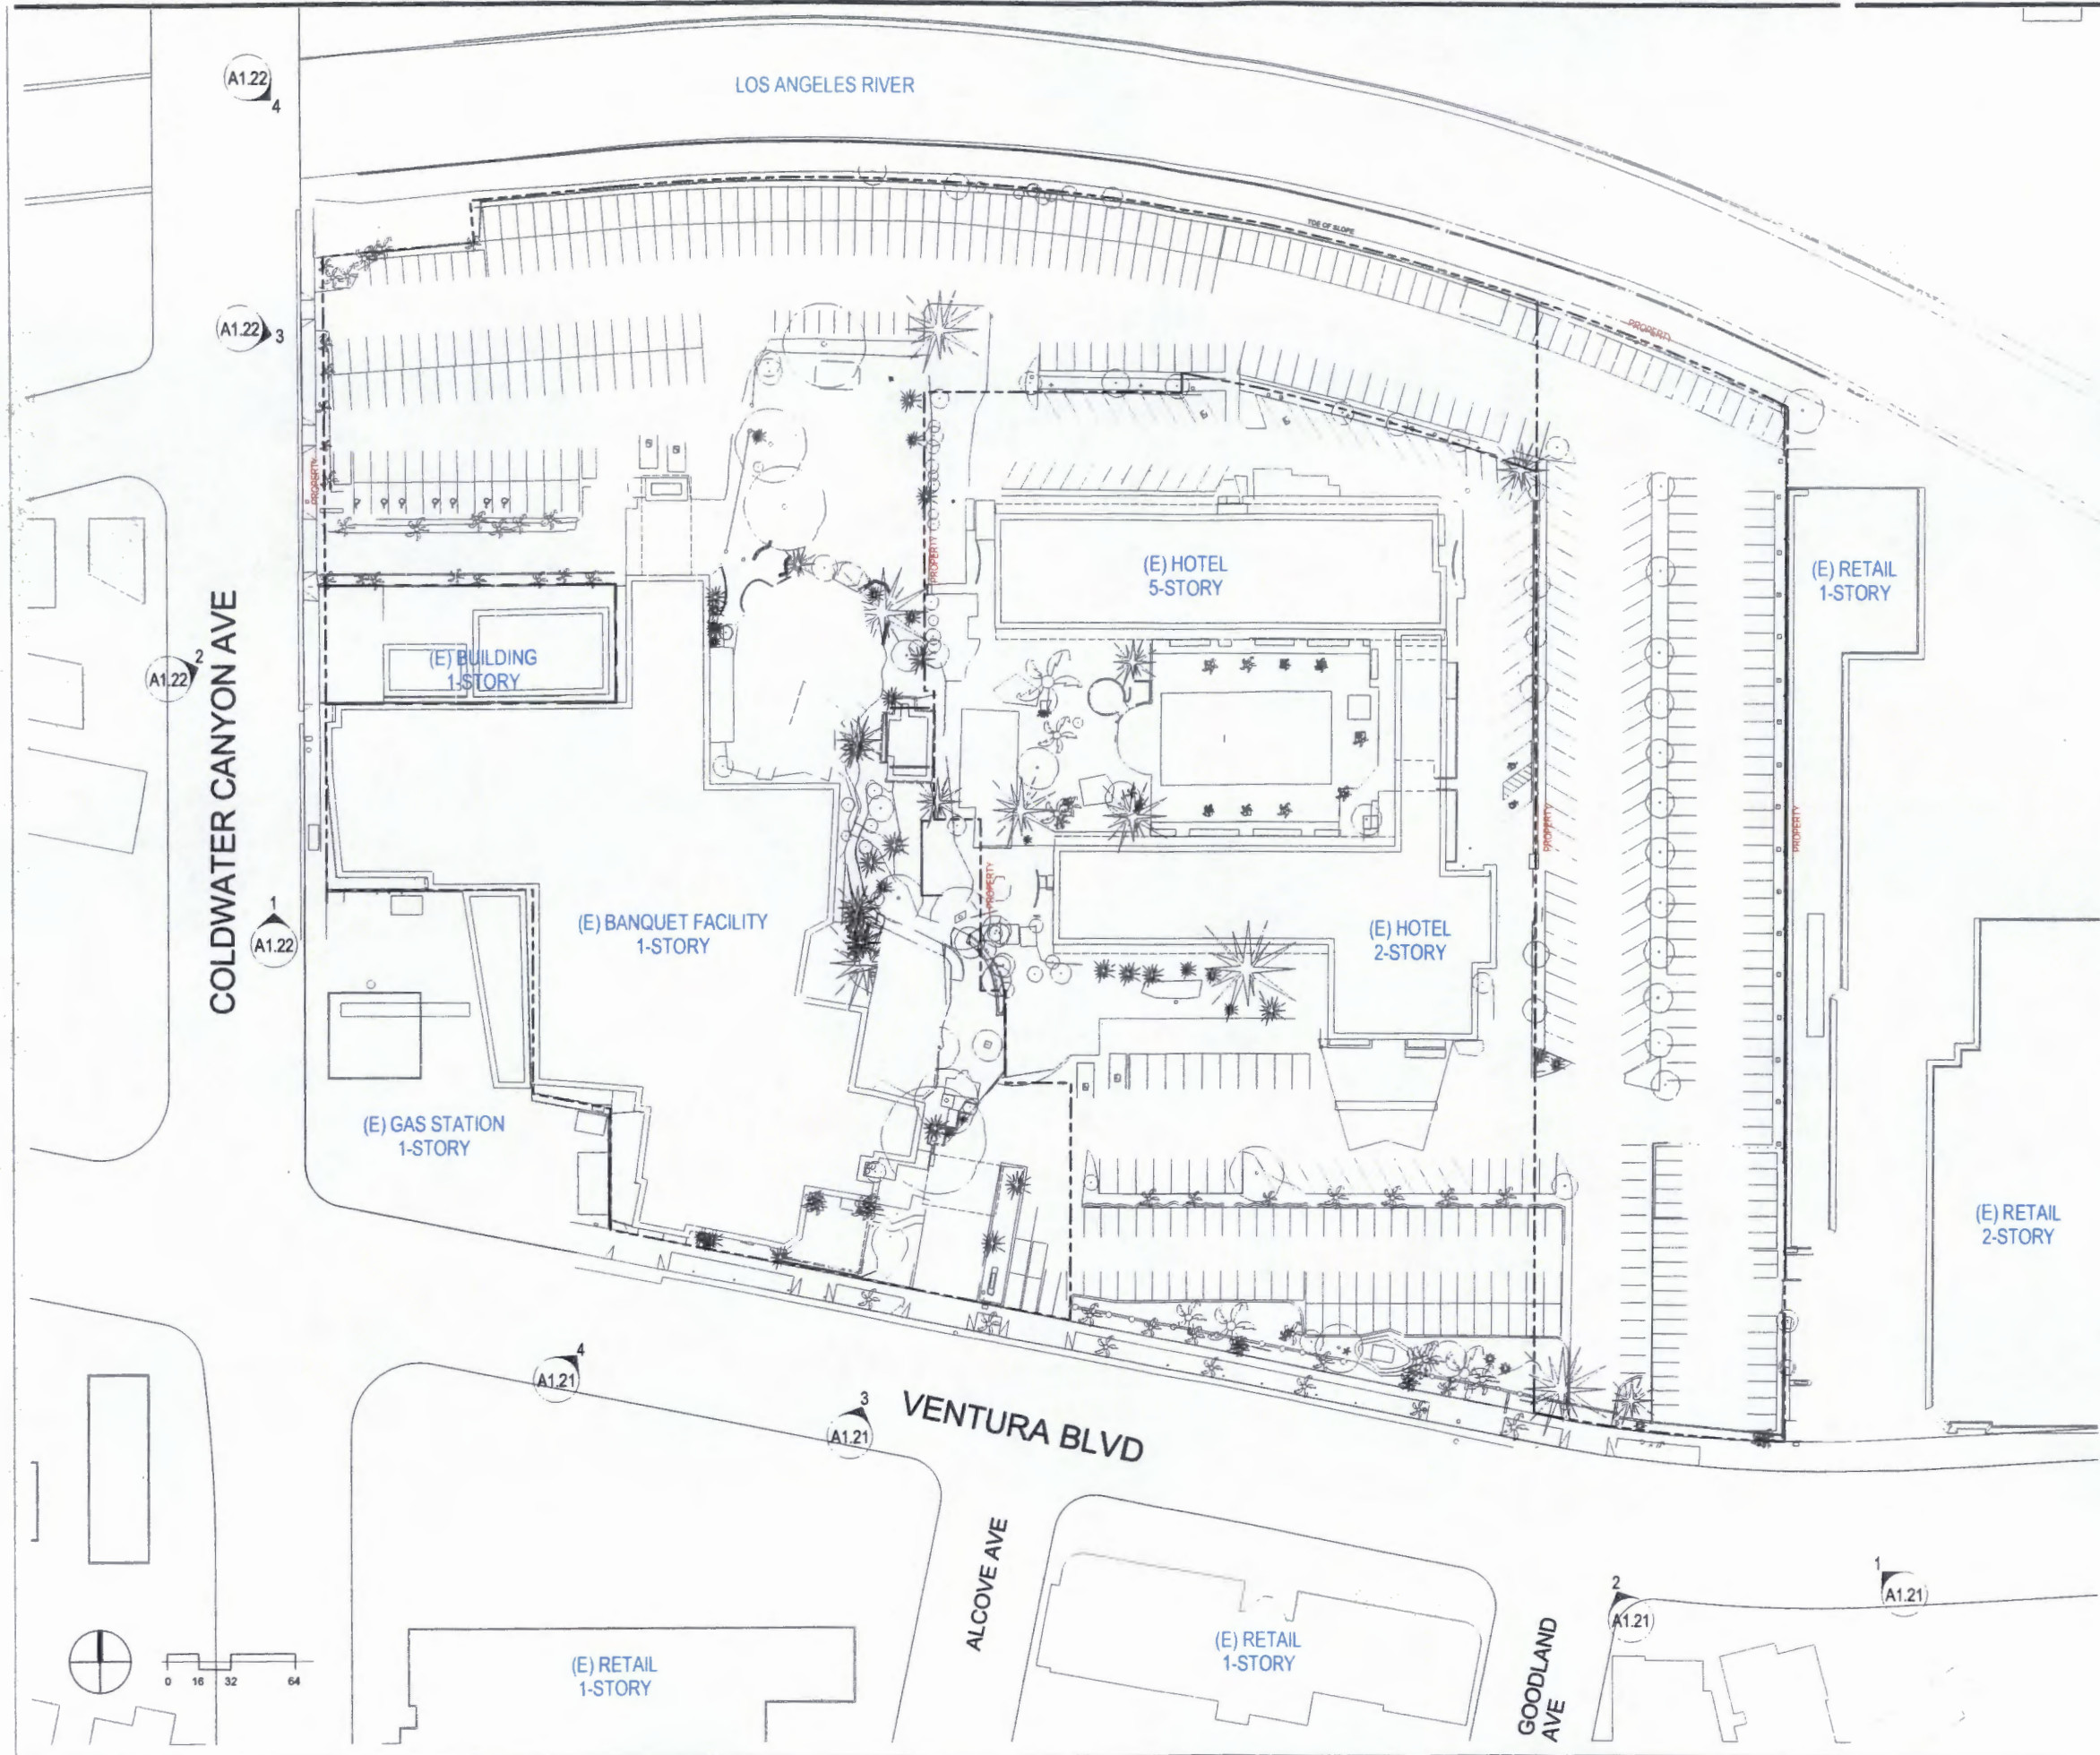 A1.22
4
LOS ANGELES RIVER
TOE OF SLOPE
A1.22
3
PROPERTY
PROPERTY
PROPERTY
(E) HOTEL
5-STORY
(E) RETAIL
1-STORY
(E) BUILDING
1-STORY
2
A1.22
COLDWATER CANYON AVE
PROPERTY
PROPERTY
PROPERTY
1
A1.22
(E) BANQUET FACILITY
1-STORY
(E) HOTEL
2-STORY
(E) GAS STATION
1-STORY
(E) RETAIL
2-STORY
4
A1.21
3
A1.21
VENTURA BLVD
ALCOVE AVE
2
A1.21
1
A1.21
GOODLAND
AVE
(E) RETAIL
1-STORY
(E) RETAIL
1-STORY
0 16 32 64